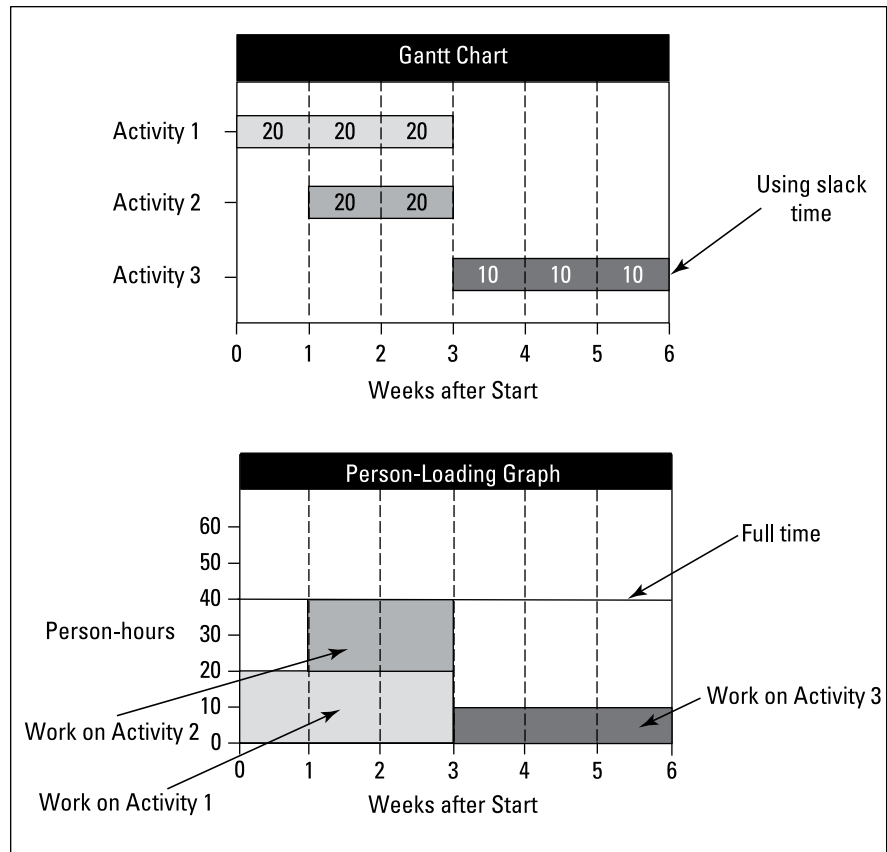 Gantt Chart
Activity 1
20 20 20
Activity 2
20 20
Using slack
time
Activity 3
10 10 10
0 1 2 3 4 5 6
Weeks after Start
Person-Loading Graph
60
50
40
30
20
10
0
Person-hours
Full time
Work on Activity 3
Work on Activity 2
Work on Activity 1
0 1 2 3 4 5 6
Weeks after Start